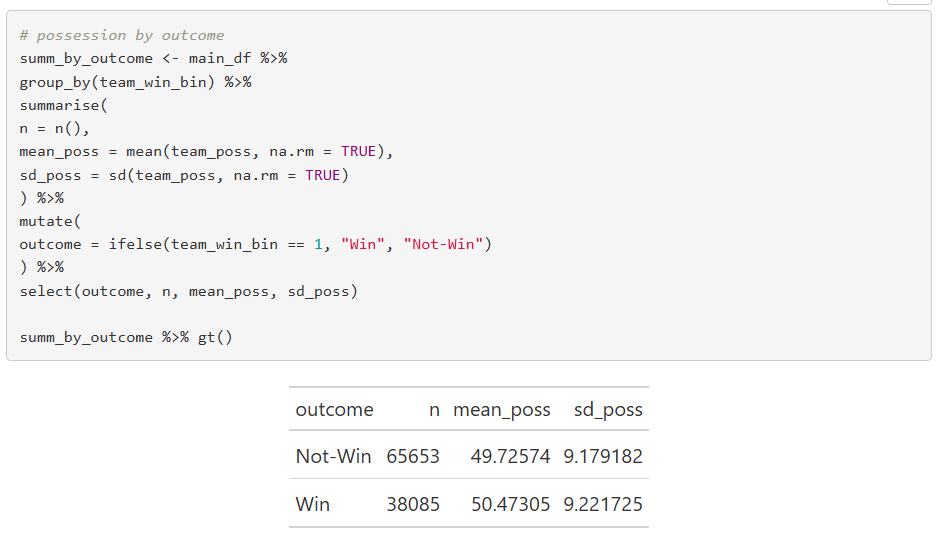 # possession by outcome
summ_by_outcome <- main_df %>%
group_by(team_win_bin) %>%
summarise(
n = n(),
mean_poss = mean(team_poss, na.rm = TRUE),
sd_poss = sd(team_poss, na.rm = TRUE)
) %>%
mutate(
outcome = ifelse(team_win_bin == 1, "Win", "Not-Win")
) %>%
select(outcome, n, mean_poss, sd_poss)
summ_by_outcome %>% gt()
outcome n mean_poss sd_poss
Not-Win 65653 49.72574 9.179182
Win 38085 50.47305 9.221725